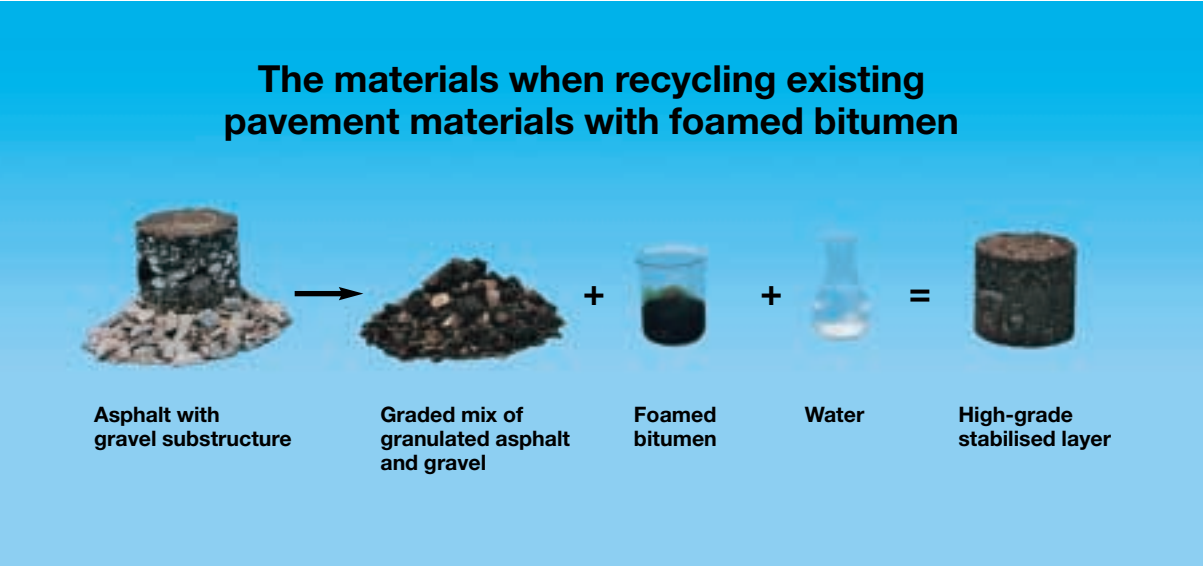 The materials when recycling existing
pavement materials with foamed bitumen
+
+
=
Asphalt with
gravel substructure
Graded mix of
granulated asphalt
and gravel
Foamed
bitumen
Water
High-grade
stabilised layer